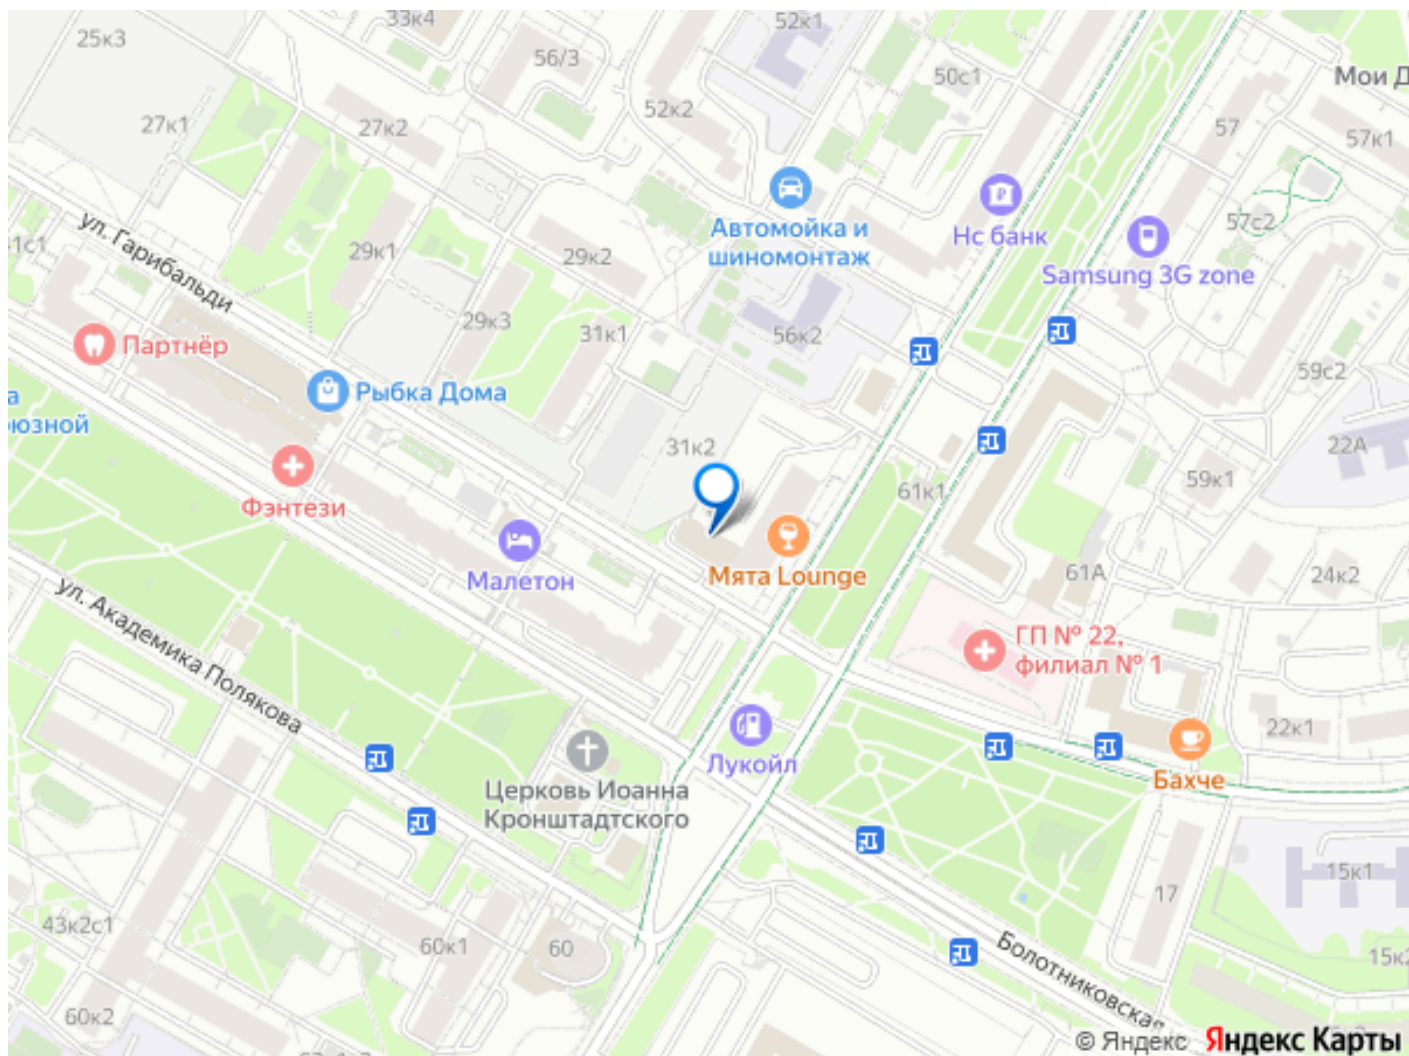 33к4
52к1
25к3
56/3
50с1
Мои Д
52к2
27к1
27к2
57
57к1
Автомойка и
шиномонтаж
Нс банк
57с2
Samsung 3G zone
ул. Гарибальди
41с1
29к1
29к2
29к3
31к1
56к2
Партнёр
59с2
Рыбка Дома
а
юзной
31к2
22А
59к1
61к1
Фэнтези
Малетон
Мята Lounge
61А
24к2
ул. Академика Полякова
ГП № 22,
филиал № 1
22к1
Лукойл
Бахче
Церковь Иоанна
Кронштадтского
15к1
17
43к2с1
60к1
60
Болотниковская
15к2
60к2
© Яндекс Яндекс Карты